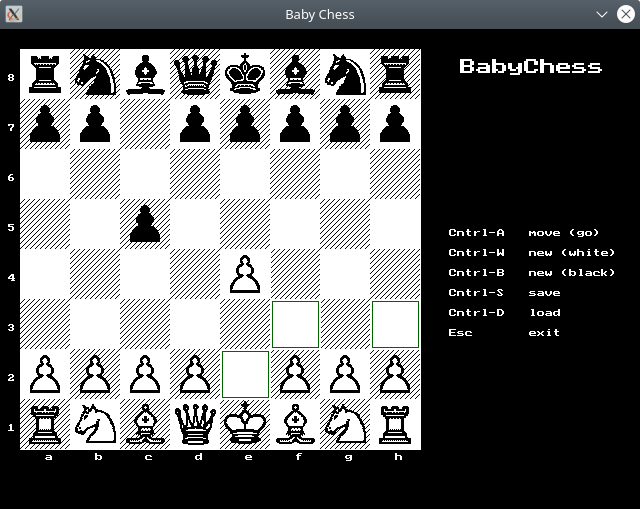 Baby Chess
BabyChess
8
7
6
5
4
3
2
1
Cntrl-A move (go)
Cntrl-W new (white)
Cntrl-B new (black)
Cntrl-S save
Cntrl-D load
Esc exit
a b c d e f g h